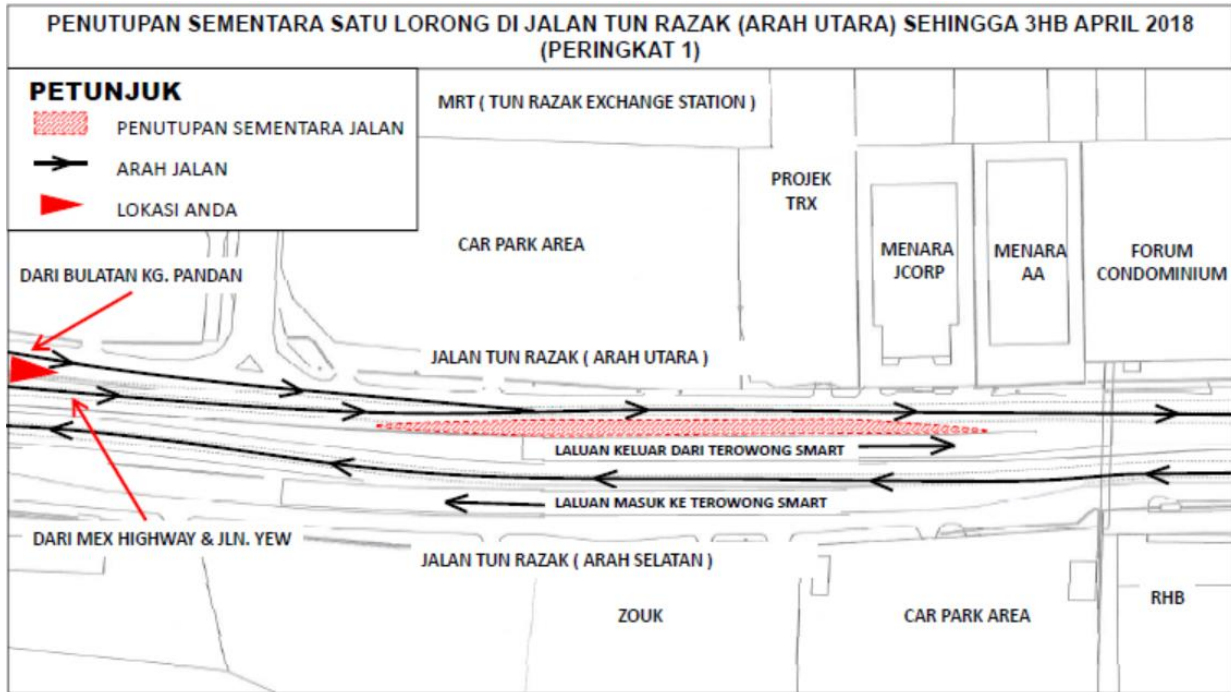 PENUTUPAN SEMENTARA SATU LORONG DI JALAN TUN RAZAK (ARAH UTARA) SEHINGGA 3HB APRIL 2018
(PERINGKAT 1)
PETUNJUK
PENUTUPAN SEMENTARA JALAN
ARAH JALAN
LOKASI ANDA
MRT ( TUN RAZAK EXCHANGE STATION )
PROJEK
TRX
CAR PARK AREA
MENARA
JCORP
MENARA
AA
FORUM
CONDOMINIUM
DARI BULATAN KG. PANDAN
JALAN TUN RAZAK ( ARAH UTARA )
LALUAN KELUAR DARI TEROWONG SMART
LALUAN MASUK KE TEROWONG SMART
DARI MEX HIGHWAY & JLN. YEW
JALAN TUN RAZAK ( ARAH SELATAN )
ZOUK
CAR PARK AREA
RHB